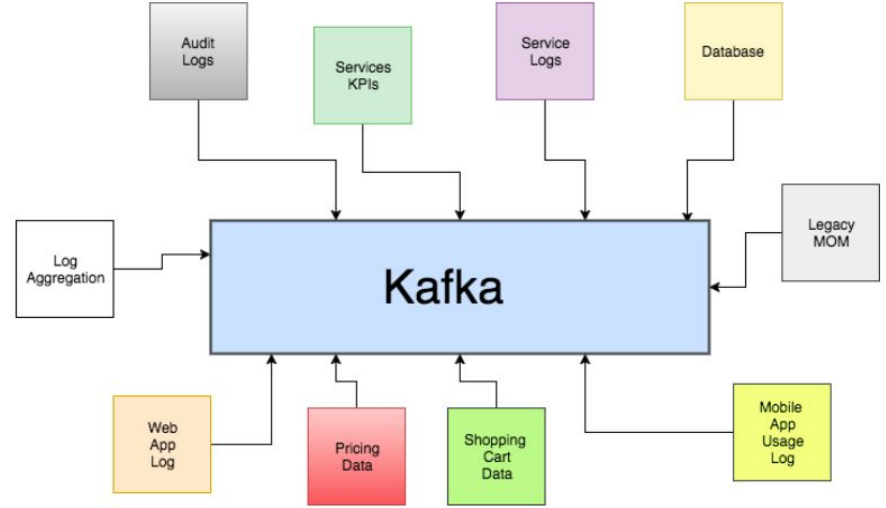 Audit
Logs
Services
KPIs
Service
Logs
Database
Log
Aggregation
Kafka
Legacy
MOM
Web
App
Log
Pricing
Data
Shopping
Cart
Data
Mobile
App
Usage
Log